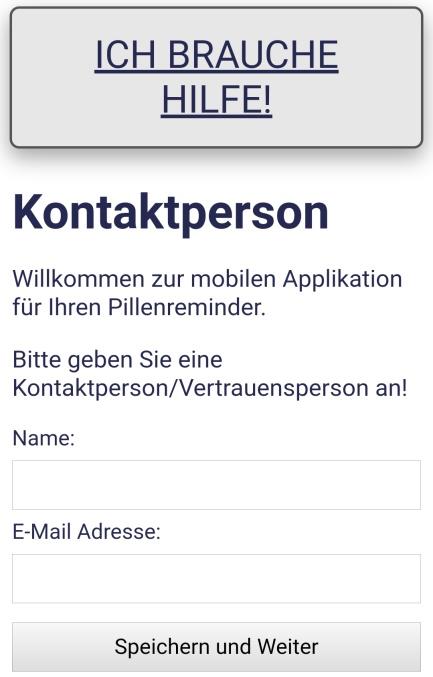 ICH BRAUCHE
HILFE!
Kontaktperson
Willkommen zur mobilen Applikation
für Ihren Pillenreminder.
Bitte geben Sie eine
Kontaktperson/Vertrauensperson an!
Name:
E-Mail Adresse:
Speichern und Weiter